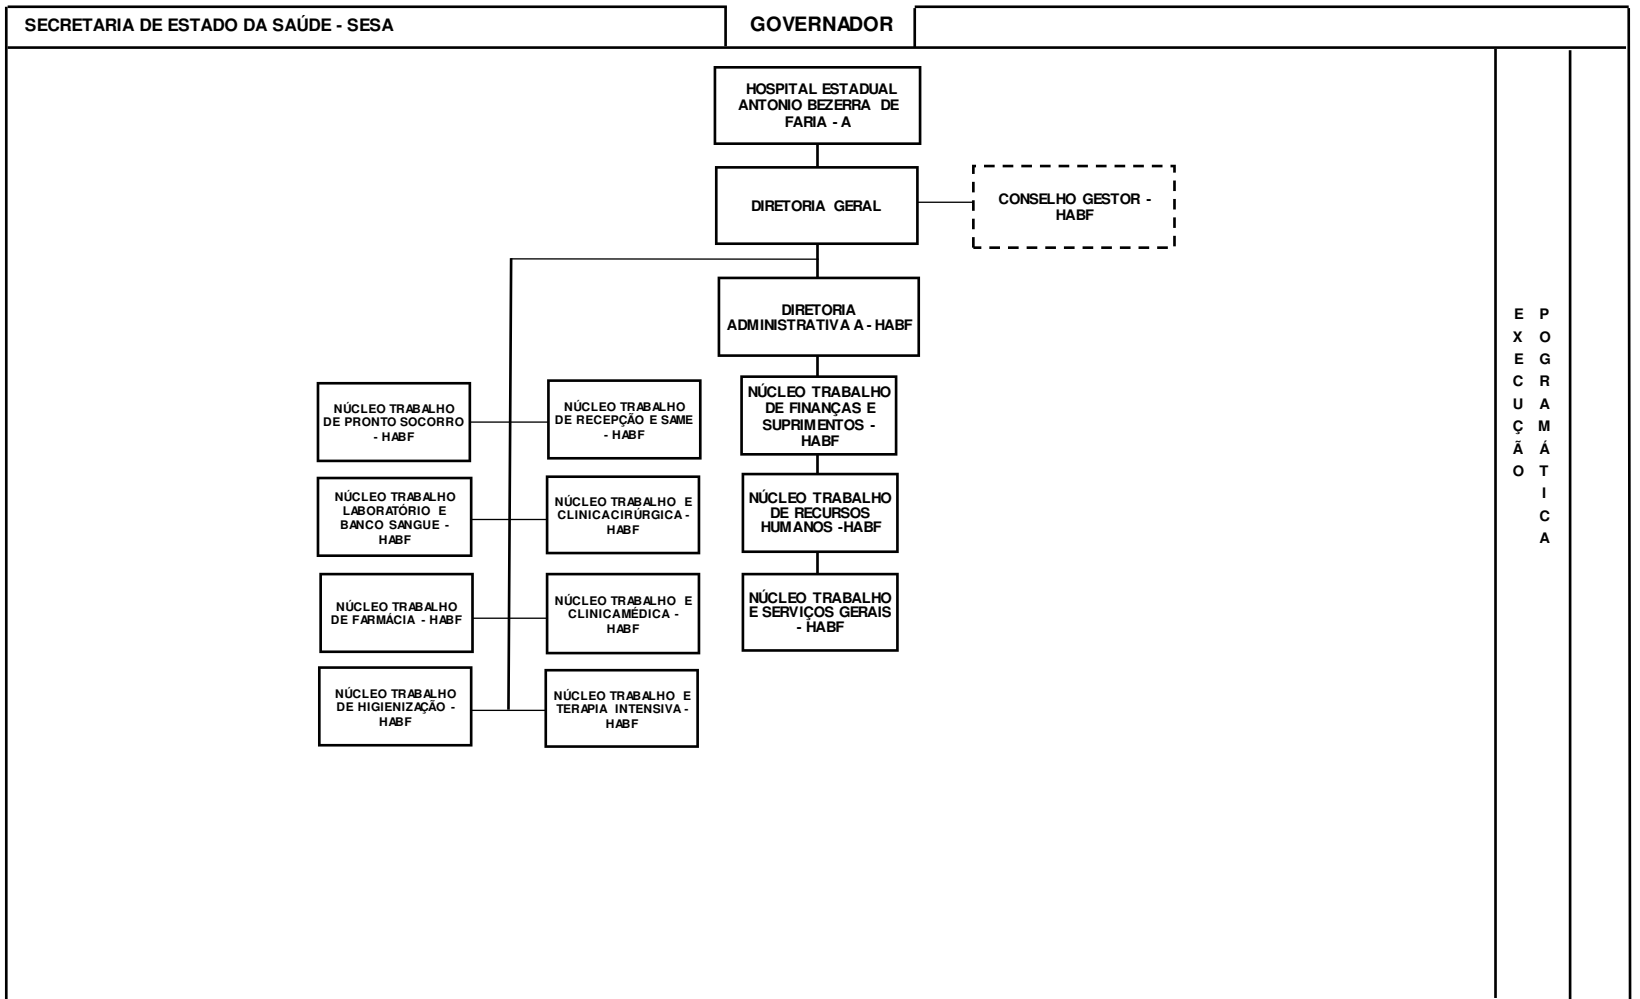 SECRETARIA DE ESTADO DA SAÚDE - SESA
GOVERNADOR
HOSPITAL ESTADUAL
ANTONIO BEZERRA DE
FARIA - A
DIRETORIA GERAL
CONSELHO GESTOR -
HABF
DIRETORIA
ADMINISTRATIVA A - HABF
NÚCLEO TRABALHO
DE PRONTO SOCORRO
- HABF
NÚCLEO TRABALHO
DE RECEPÇÃO E SAME
- HABF
NÚCLEO TRABALHO
DE FINANÇAS E
SUPRIMENTOS -
HABF
NÚCLEO TRABALHO
LABORATÓRIO E
BANCO SANGUE -
HABF
NÚCLEO TRABALHO E
CLINICACIRÚRGICA -
HABF
NÚCLEO TRABALHO
DE RECURSOS
HUMANOS -HABF
NÚCLEO TRABALHO
DE FARMÁCIA - HABF
NÚCLEO TRABALHO E
CLINICAMÉDICA -
HABF
NÚCLEO TRABALHO
E SERVIÇOS GERAIS
- HABF
NÚCLEO TRABALHO
DE HIGIENIZAÇÃO -
HABF
NÚCLEO TRABALHO E
TERAPIA INTENSIVA -
HABF
EXECUÇÃO
POGRAMÁTICA